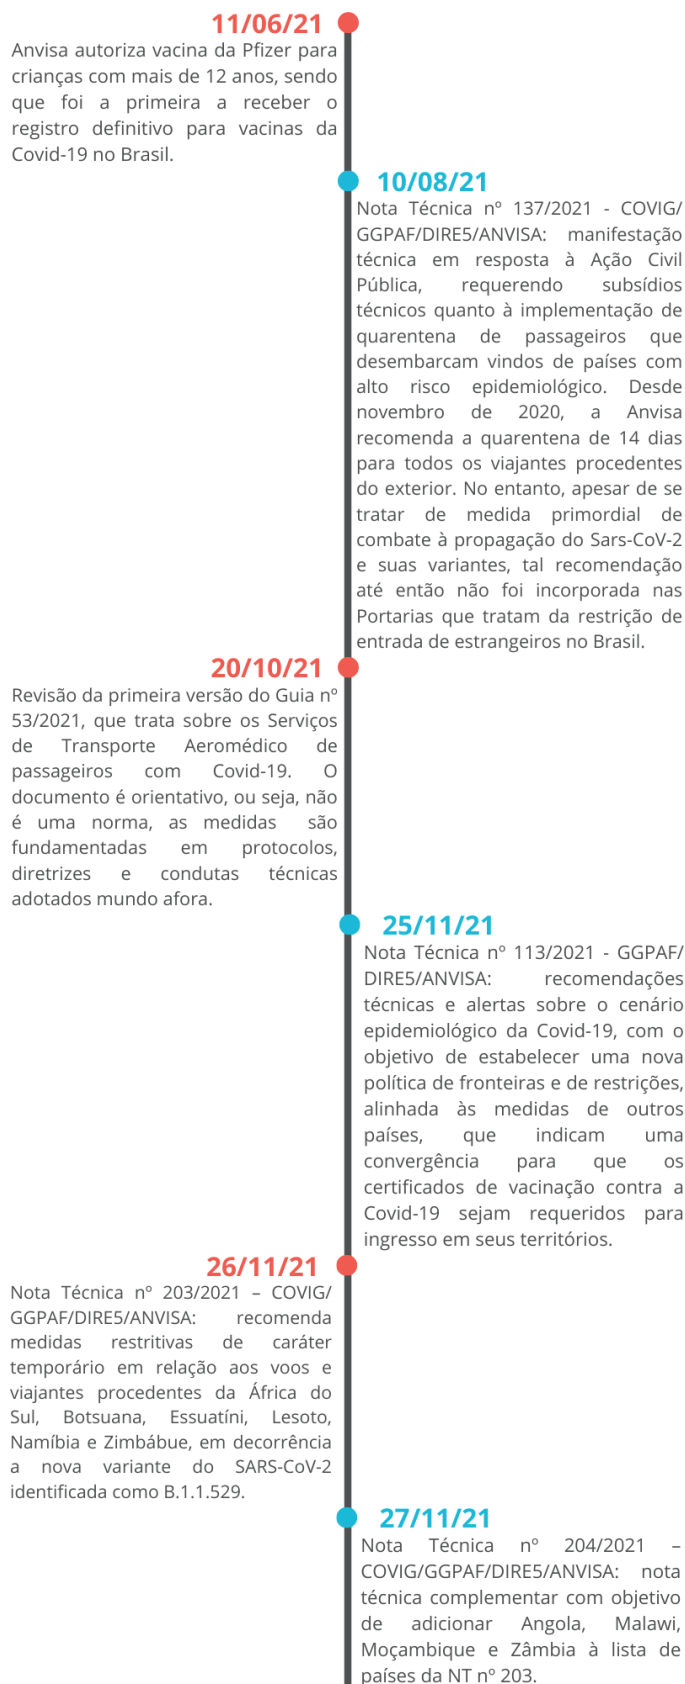 11/06/21
Anvisa autoriza vacina da Pfizer para
crianças com mais de 12 anos, sendo
que foi a primeira a receber o
registro definitivo para vacinas da
Covid-19 no Brasil.
10/08/21
Nota Técnica nº 137/2021 - COVIG/
GGPAF/DIRE5/ANVISA: manifestação
técnica em resposta à Ação Civil
Pública, requerendo subsídios
técnicos quanto à implementação de
quarentena de passageiros que
desembarcam vindos de países com
alto risco epidemiológico. Desde
novembro de 2020, a Anvisa
recomenda a quarentena de 14 dias
para todos os viajantes procedentes
do exterior. No entanto, apesar de se
tratar de medida primordial de
combate à propagação do Sars-CoV-2
e suas variantes, tal recomendação
até então não foi incorporada nas
Portarias que tratam da restrição de
entrada de estrangeiros no Brasil.
20/10/21
Revisão da primeira versão do Guia nº
53/2021, que trata sobre os Serviços
de Transporte Aeromédico de
passageiros com Covid-19. O
documento é orientativo, ou seja, não
é uma norma, as medidas são
fundamentadas em protocolos,
diretrizes e condutas técnicas
adotados mundo afora.
25/11/21
Nota Técnica nº 113/2021 - GGPAF/
DIRE5/ANVISA: recomendações
técnicas e alertas sobre o cenário
epidemiológico da Covid-19, com o
objetivo de estabelecer uma nova
política de fronteiras e de restrições,
alinhada às medidas de outros
países, que indicam uma
convergência para que os
certificados de vacinação contra a
Covid-19 sejam requeridos para
ingresso em seus territórios.
26/11/21
Nota Técnica nº 203/2021 – COVIG/
GGPAF/DIRE5/ANVISA: recomenda
medidas restritivas de caráter
temporário em relação aos voos e
viajantes procedentes da África do
Sul, Botsuana, Essuatíni, Lesoto,
Namíbia e Zimbábue, em decorrência
a nova variante do SARS-CoV-2
identificada como B.1.1.529.
27/11/21
Nota Técnica nº 204/2021 –
COVIG/GGPAF/DIRE5/ANVISA: nota
técnica complementar com objetivo
de adicionar Angola, Malawi,
Moçambique e Zâmbia à lista de
países da NT nº 203.